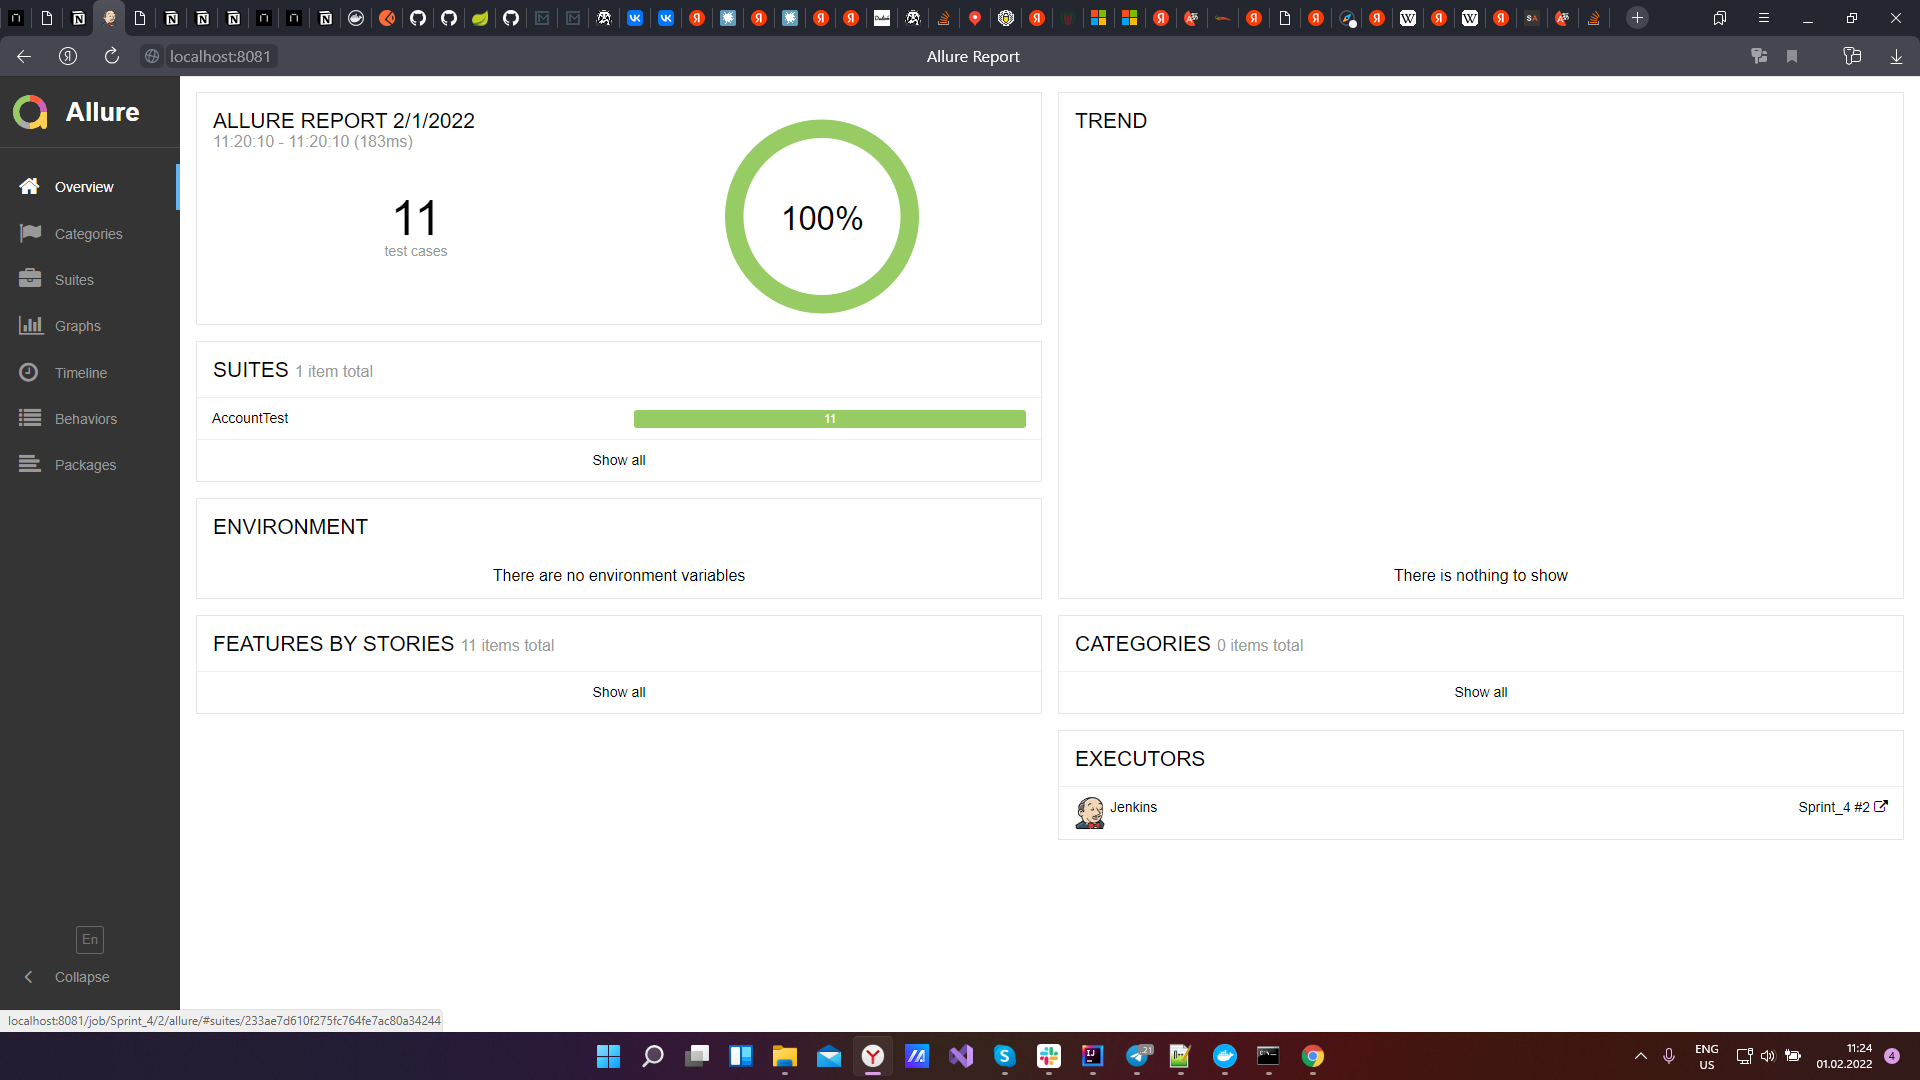 localhost:8081
Allure Report
Allure
Overview
Categories
Suites
Graphs
Timeline
Behaviors
Packages
En
Collapse
ALLURE REPORT 2/1/2022
11:20:10 - 11:20:10 (183ms)
11
test cases
100%
SUITES 1 item total
AccountTest 11
Show all
ENVIRONMENT
There are no environment variables
FEATURES BY STORIES 11 items total
Show all
TREND
There is nothing to show
CATEGORIES 0 items total
Show all
EXECUTORS
Jenkins Sprint_4 #2
localhost:8081/job/Sprint_4/2/allure/#suites/233ae7d610f275fc764fe7ac80a34244
21
ENG
US
11:24
01.02.2022
4